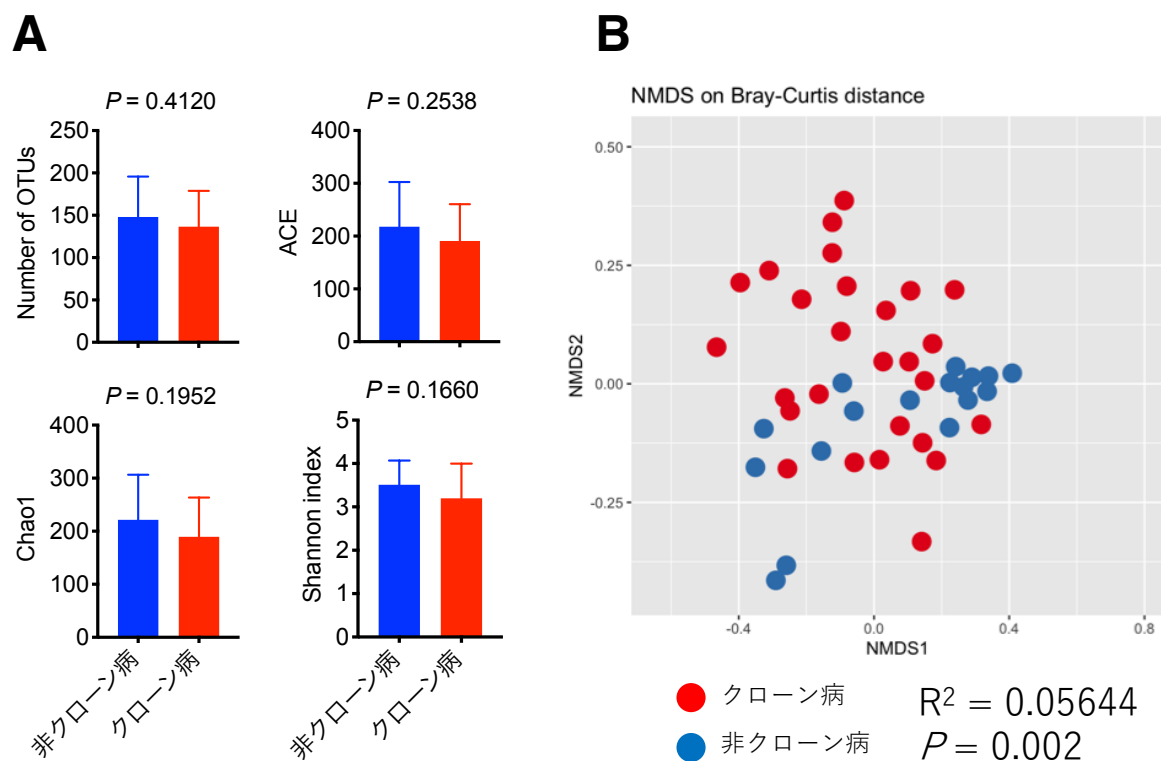 A
P = 0.4120
Number of OTUs
250
200
150
100
50
0
P = 0.2538
ACE
400
300
200
100
0
P = 0.1952
Chao1
400
300
200
100
0
非クローン病
クローン病
P = 0.1660
Shannon index
5
4
3
2
1
0
非クローン病
クローン病
B
NMDS on Bray-Curtis distance
NMDS2
0.50
0.25
0.00
-0.25
-0.4 0.0 0.4 0.8
NMDS1
クローン病
非クローン病
R² = 0.05644
P = 0.002